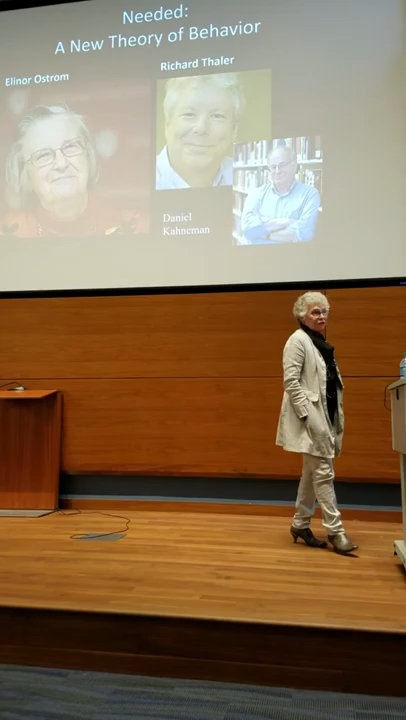 Needed:
A New Theory of Behavior
Elinor Ostrom
Richard Thaler
Daniel
Kahneman